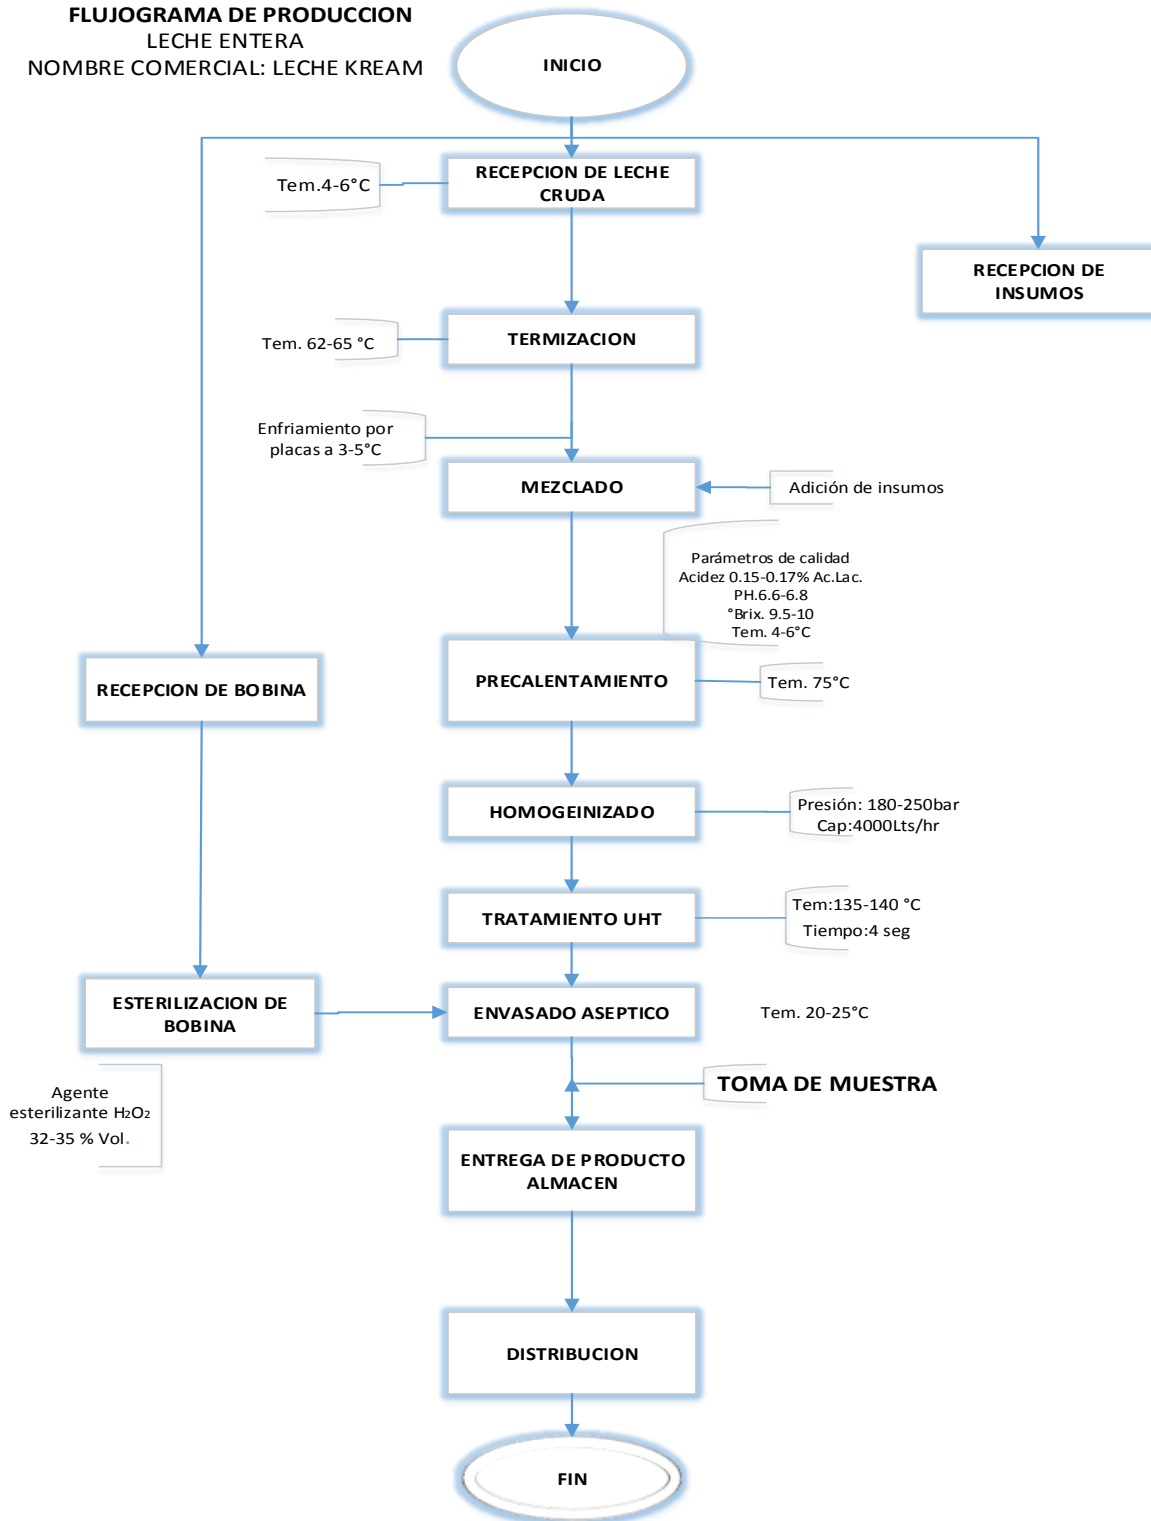 FLUJOGRAMA DE PRODUCCION
LECHE ENTERA
NOMBRE COMERCIAL: LECHE KREAM
INICIO
RECEPCION DE LECHE
CRUDA
Tem.4-6°C
RECEPCION DE
INSUMOS
TERMIZACION
Tem. 62-65 °C
Enfriamiento por
placas a 3-5°C
MEZCLADO
Adición de insumos
Parámetros de calidad
Acidez 0.15-0.17% Ac.Lac.
PH.6.6-6.8
°Brix. 9.5-10
Tem. 4-6°C
RECEPCION DE BOBINA
PRECALENTAMIENTO
Tem. 75°C
HOMOGEINIZADO
Presión: 180-250bar
Cap:4000Lts/hr
TRATAMIENTO UHT
Tem:135-140 °C
Tiempo:4 seg
ESTERILIZACION DE
BOBINA
ENVASADO ASEPTICO
Tem. 20-25°C
Agente
esterilizante H₂O₂
32-35 % Vol.
TOMA DE MUESTRA
ENTREGA DE PRODUCTO
ALMACEN
DISTRIBUCION
FIN